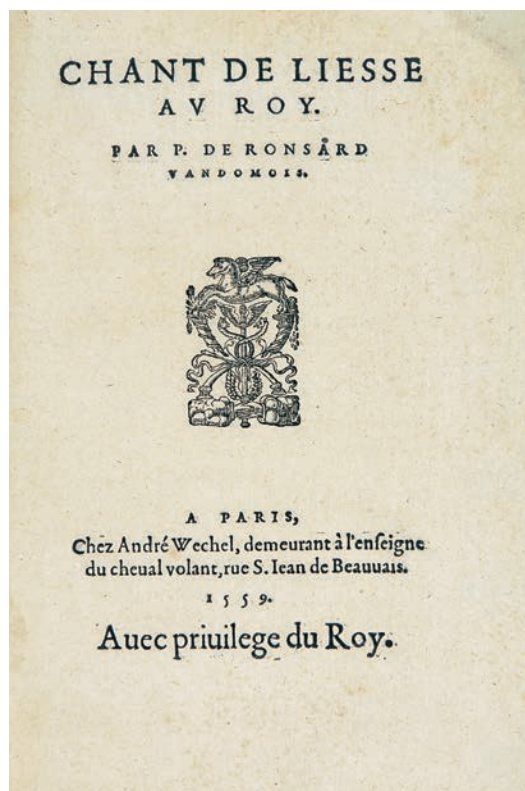 CHANT DE LIESSE
AV ROY.
PAR P. DE RONSARD
VANDOMOIS.
A PARIS,
Chez André Wechel, demeurant à l'enſeigne
du cheual volant, rue S. Iean de Beauuais.
1559.
Auec priuilege du Roy.